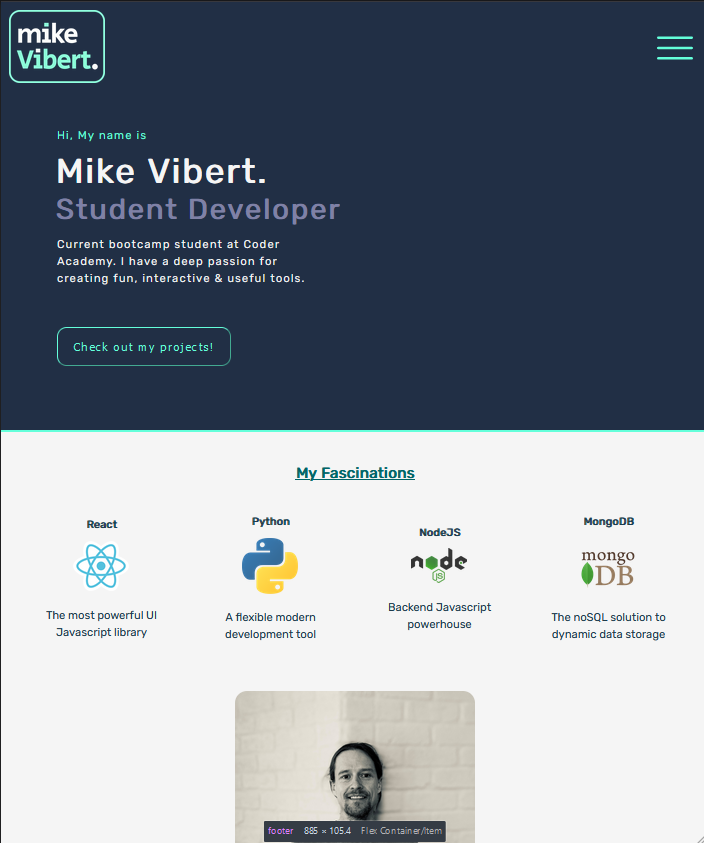 mike
Vibert.
Hi, My name is
Mike Vibert.
Student Developer
Current bootcamp student at Coder
Academy. I have a deep passion for
creating fun, interactive & useful tools.
Check out my projects!
My Fascinations
React
The most powerful UI
Javascript library
Python
A flexible modern
development tool
NodeJS
node
JS
Backend Javascript
powerhouse
MongoDB
mongo
DB
The noSQL solution to
dynamic data storage
footer 885 × 105.4 Flex Container/Item